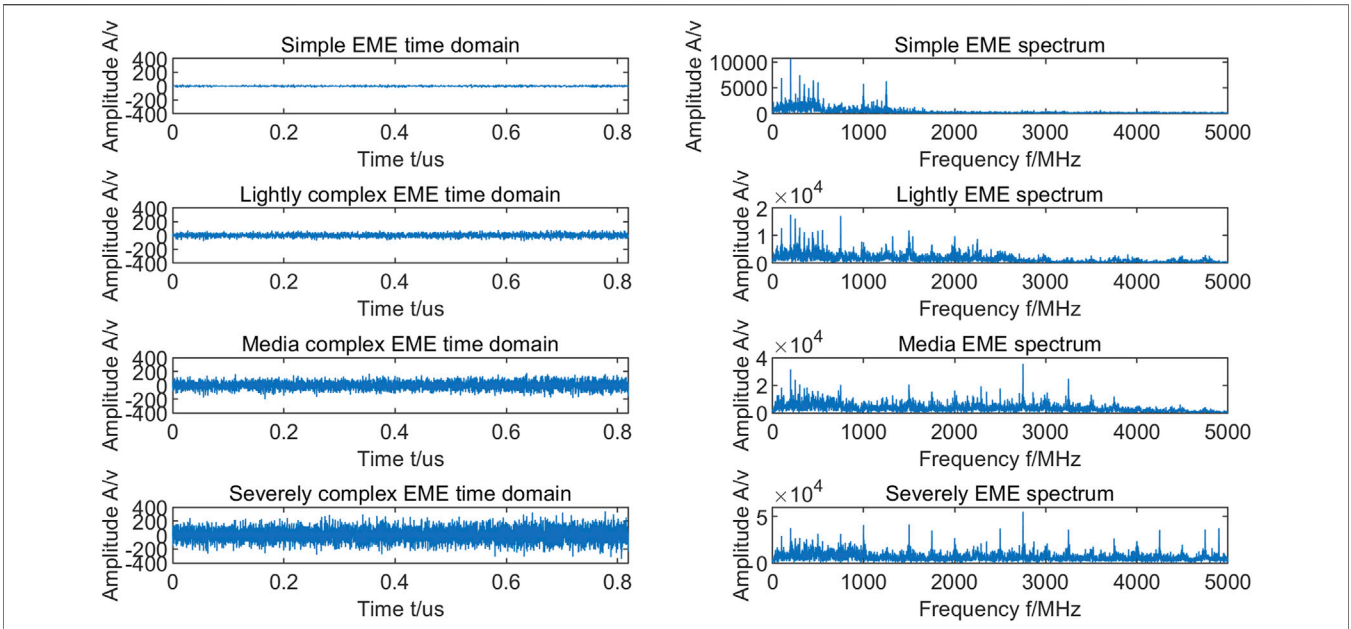 Simple EME time domain
Amplitude A/v
400
200
0
-200
-400
0 0.2 0.4 0.6 0.8
Time t/us
Simple EME spectrum
Amplitude A/v
10000
5000
0
0 1000 2000 3000 4000 5000
Frequency f/MHz
Lightly complex EME time domain
Amplitude A/v
400
200
0
-200
-400
0 0.2 0.4 0.6 0.8
Time t/us
Lightly EME spectrum
×10^4
Amplitude A/v
2
1
0
0 1000 2000 3000 4000 5000
Frequency f/MHz
Media complex EME time domain
Amplitude A/v
400
200
0
-200
-400
0 0.2 0.4 0.6 0.8
Time t/us
Media EME spectrum
×10^4
Amplitude A/v
4
2
0
0 1000 2000 3000 4000 5000
Frequency f/MHz
Severely complex EME time domain
Amplitude A/v
400
200
0
-200
-400
0 0.2 0.4 0.6 0.8
Time t/us
Severely EME spectrum
×10^4
Amplitude A/v
5
0
0 1000 2000 3000 4000 5000
Frequency f/MHz